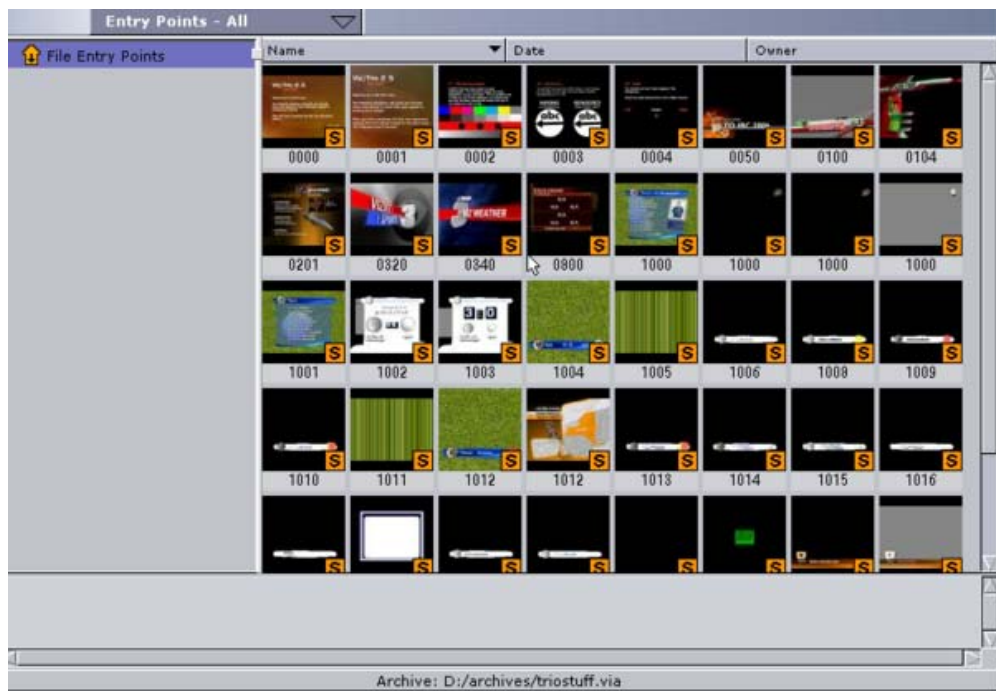 Entry Points - All
File Entry Points
Name Date Owner
0000 0001 0002 0003 0004 0050 0100 0104
0201 0320 0340 0800 1000 1000 1000 1000
1001 1002 1003 1004 1005 1006 1008 1009
1010 1011 1012 1012 1013 1014 1015 1016
Archive: D:/archives/triostuff.via